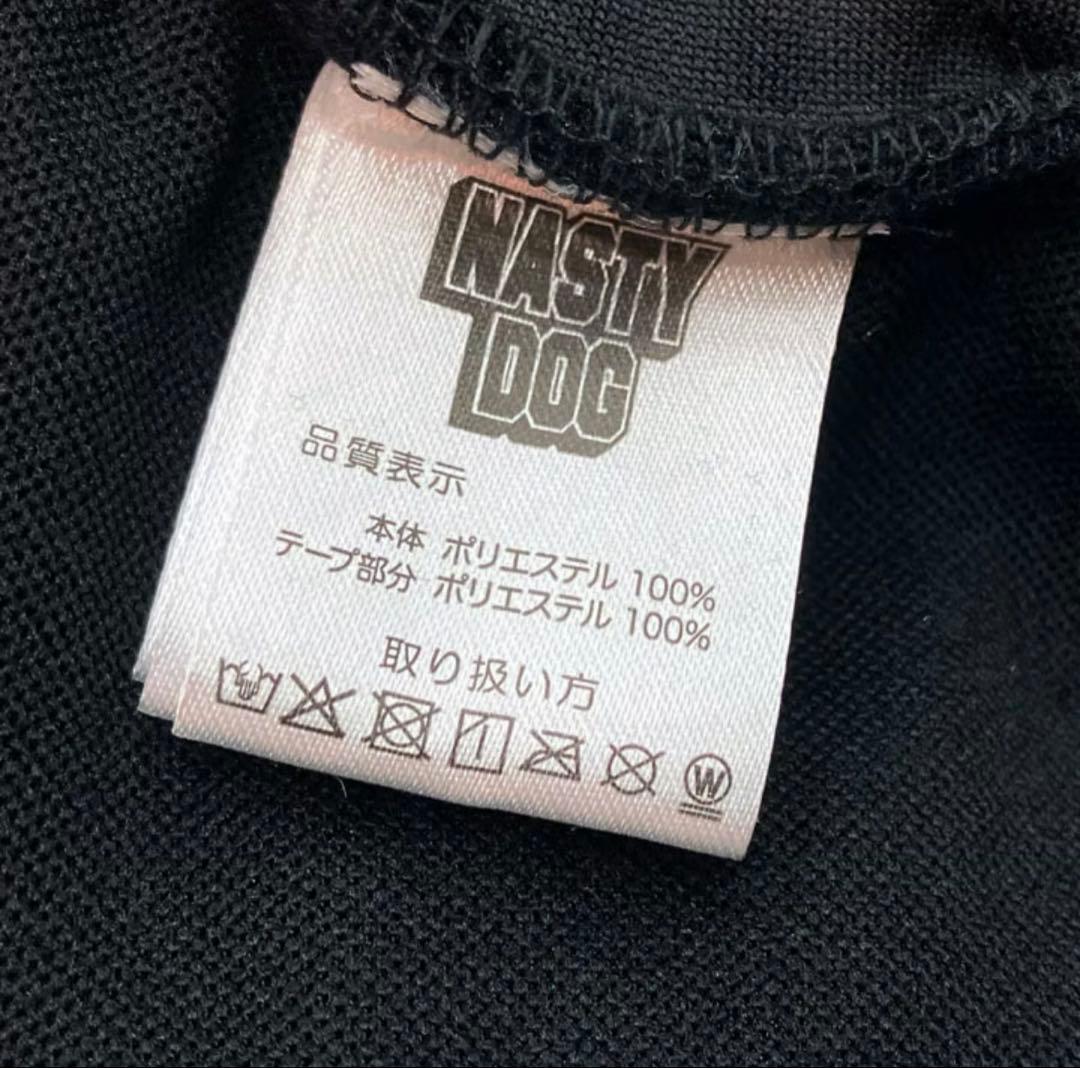 NASTY
DOG
品質表示
本体 ポリエステル 100%
テープ部分 ポリエステル 100%
取り扱い方
W